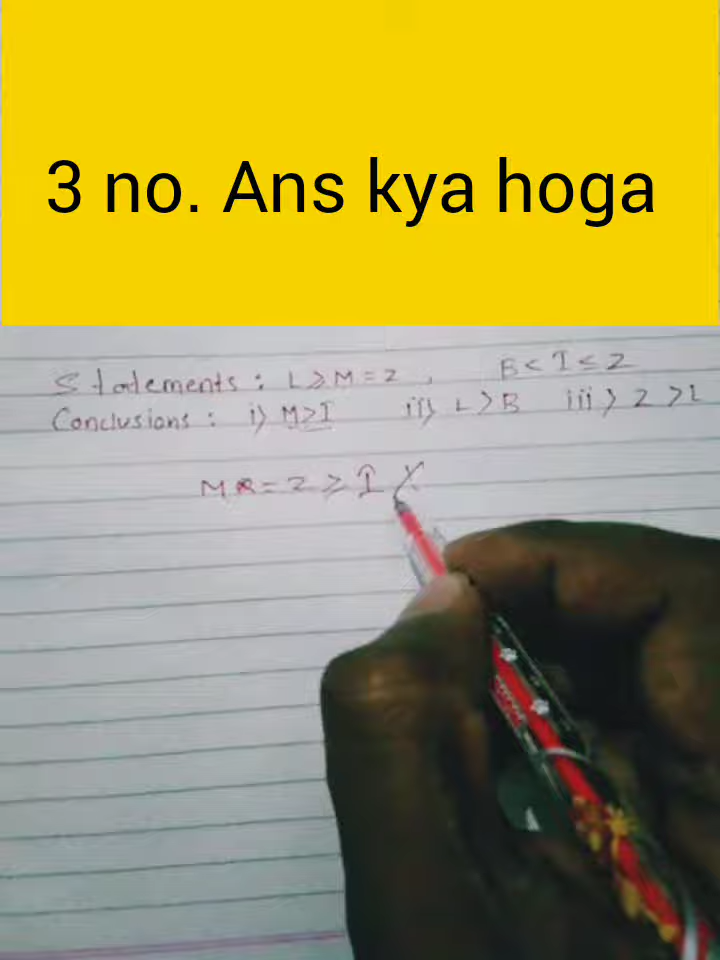 3 no. Ans kya hoga
Statements : L ≥ M = Z , B < I ≤ Z
Conclusions : i) M > I ii) L > B iii) Z > L
M = Z ≥ I